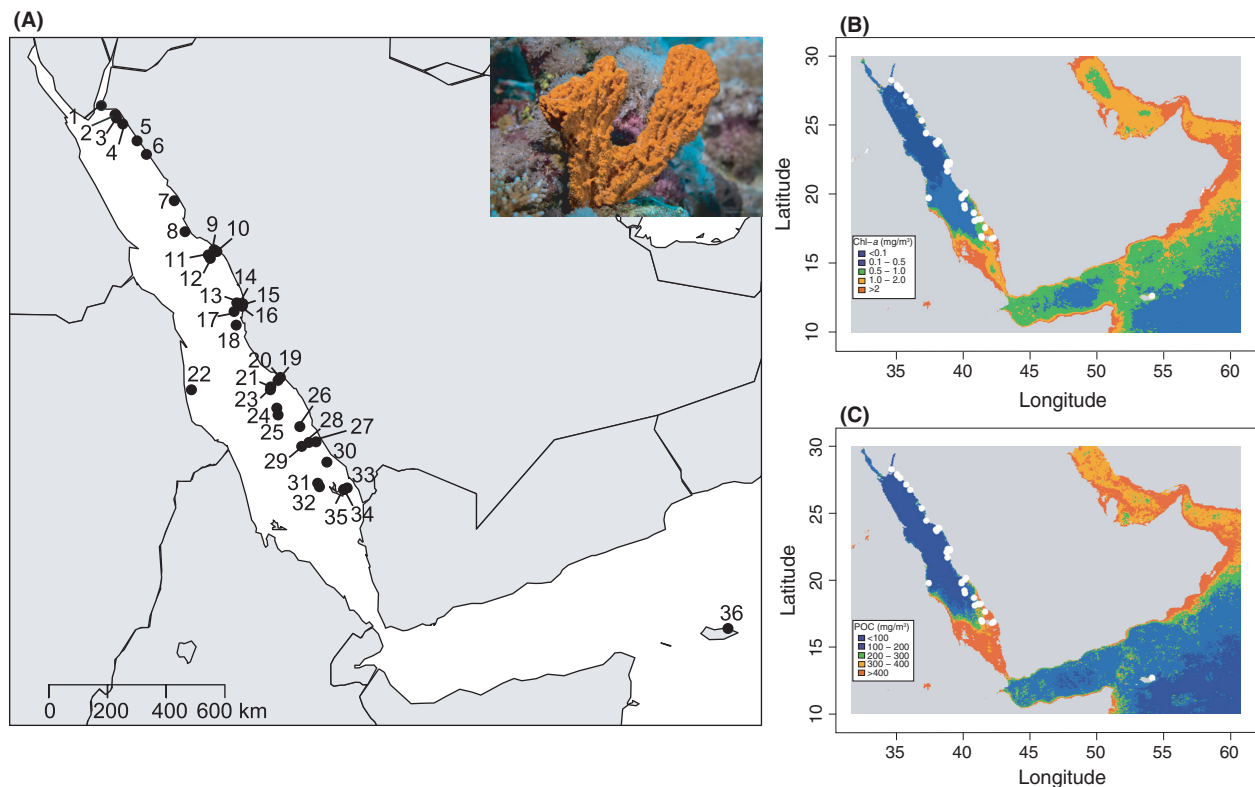 (A)
1
2
3
4
5
6
7
8
9
10
11
12
13
14
15
16
17
18
19
20
21
22
23
24
25
26
27
28
29
30
31
32
33
34
35
36
0 200 400 600 km
(B)
Latitude
30
25
20
15
10
Chl–a (mg/m³)
<0.1
0.1 – 0.5
0.5 – 1.0
1.0 – 2.0
>2
35 40 45 50 55 60
Longitude
(C)
Latitude
30
25
20
15
10
POC (mg/m³)
<100
100 – 200
200 – 300
300 – 400
>400
35 40 45 50 55 60
Longitude